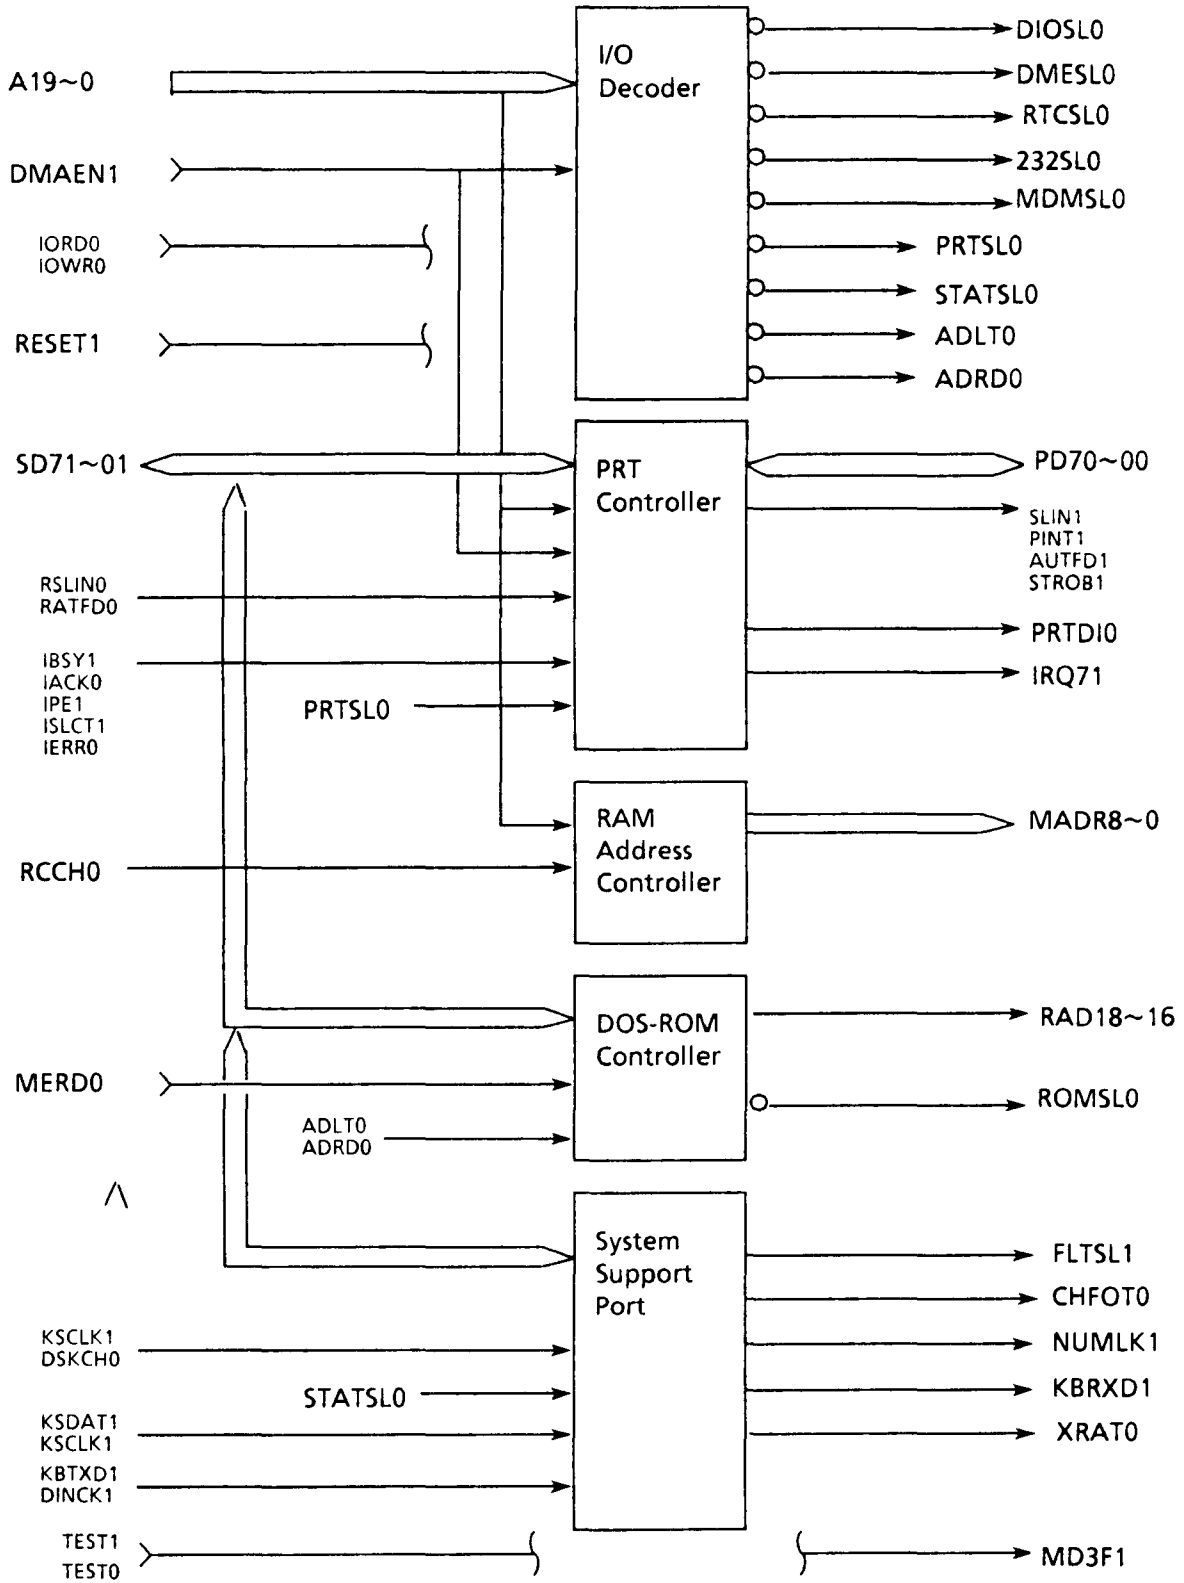 A19~0
DMAEN1
IORD0
IOWR0
RESET1
I/O
Decoder
DIOSL0
DMESL0
RTCSL0
232SL0
MDMSL0
PRTSL0
STATSL0
ADLT0
ADRD0
SD71~01
RSLIN0
RATFD0
IBSY1
IACK0
IPE1
ISLCT1
IERR0
PRTSL0
PRT
Controller
PD70~00
SLIN1
PINT1
AUTFD1
STROB1
PRTDI0
IRQ71
RCCH0
RAM
Address
Controller
MADR8~0
MERD0
ADLT0
ADRD0
DOS-ROM
Controller
RAD18~16
ROMSL0
KSCLK1
DSKCH0
STATSL0
KSDAT1
KSCLK1
KBTXD1
DINCK1
System
Support
Port
FLTSL1
CHFOT0
NUMLK1
KBRXD1
XRAT0
TEST1
TEST0
MD3F1